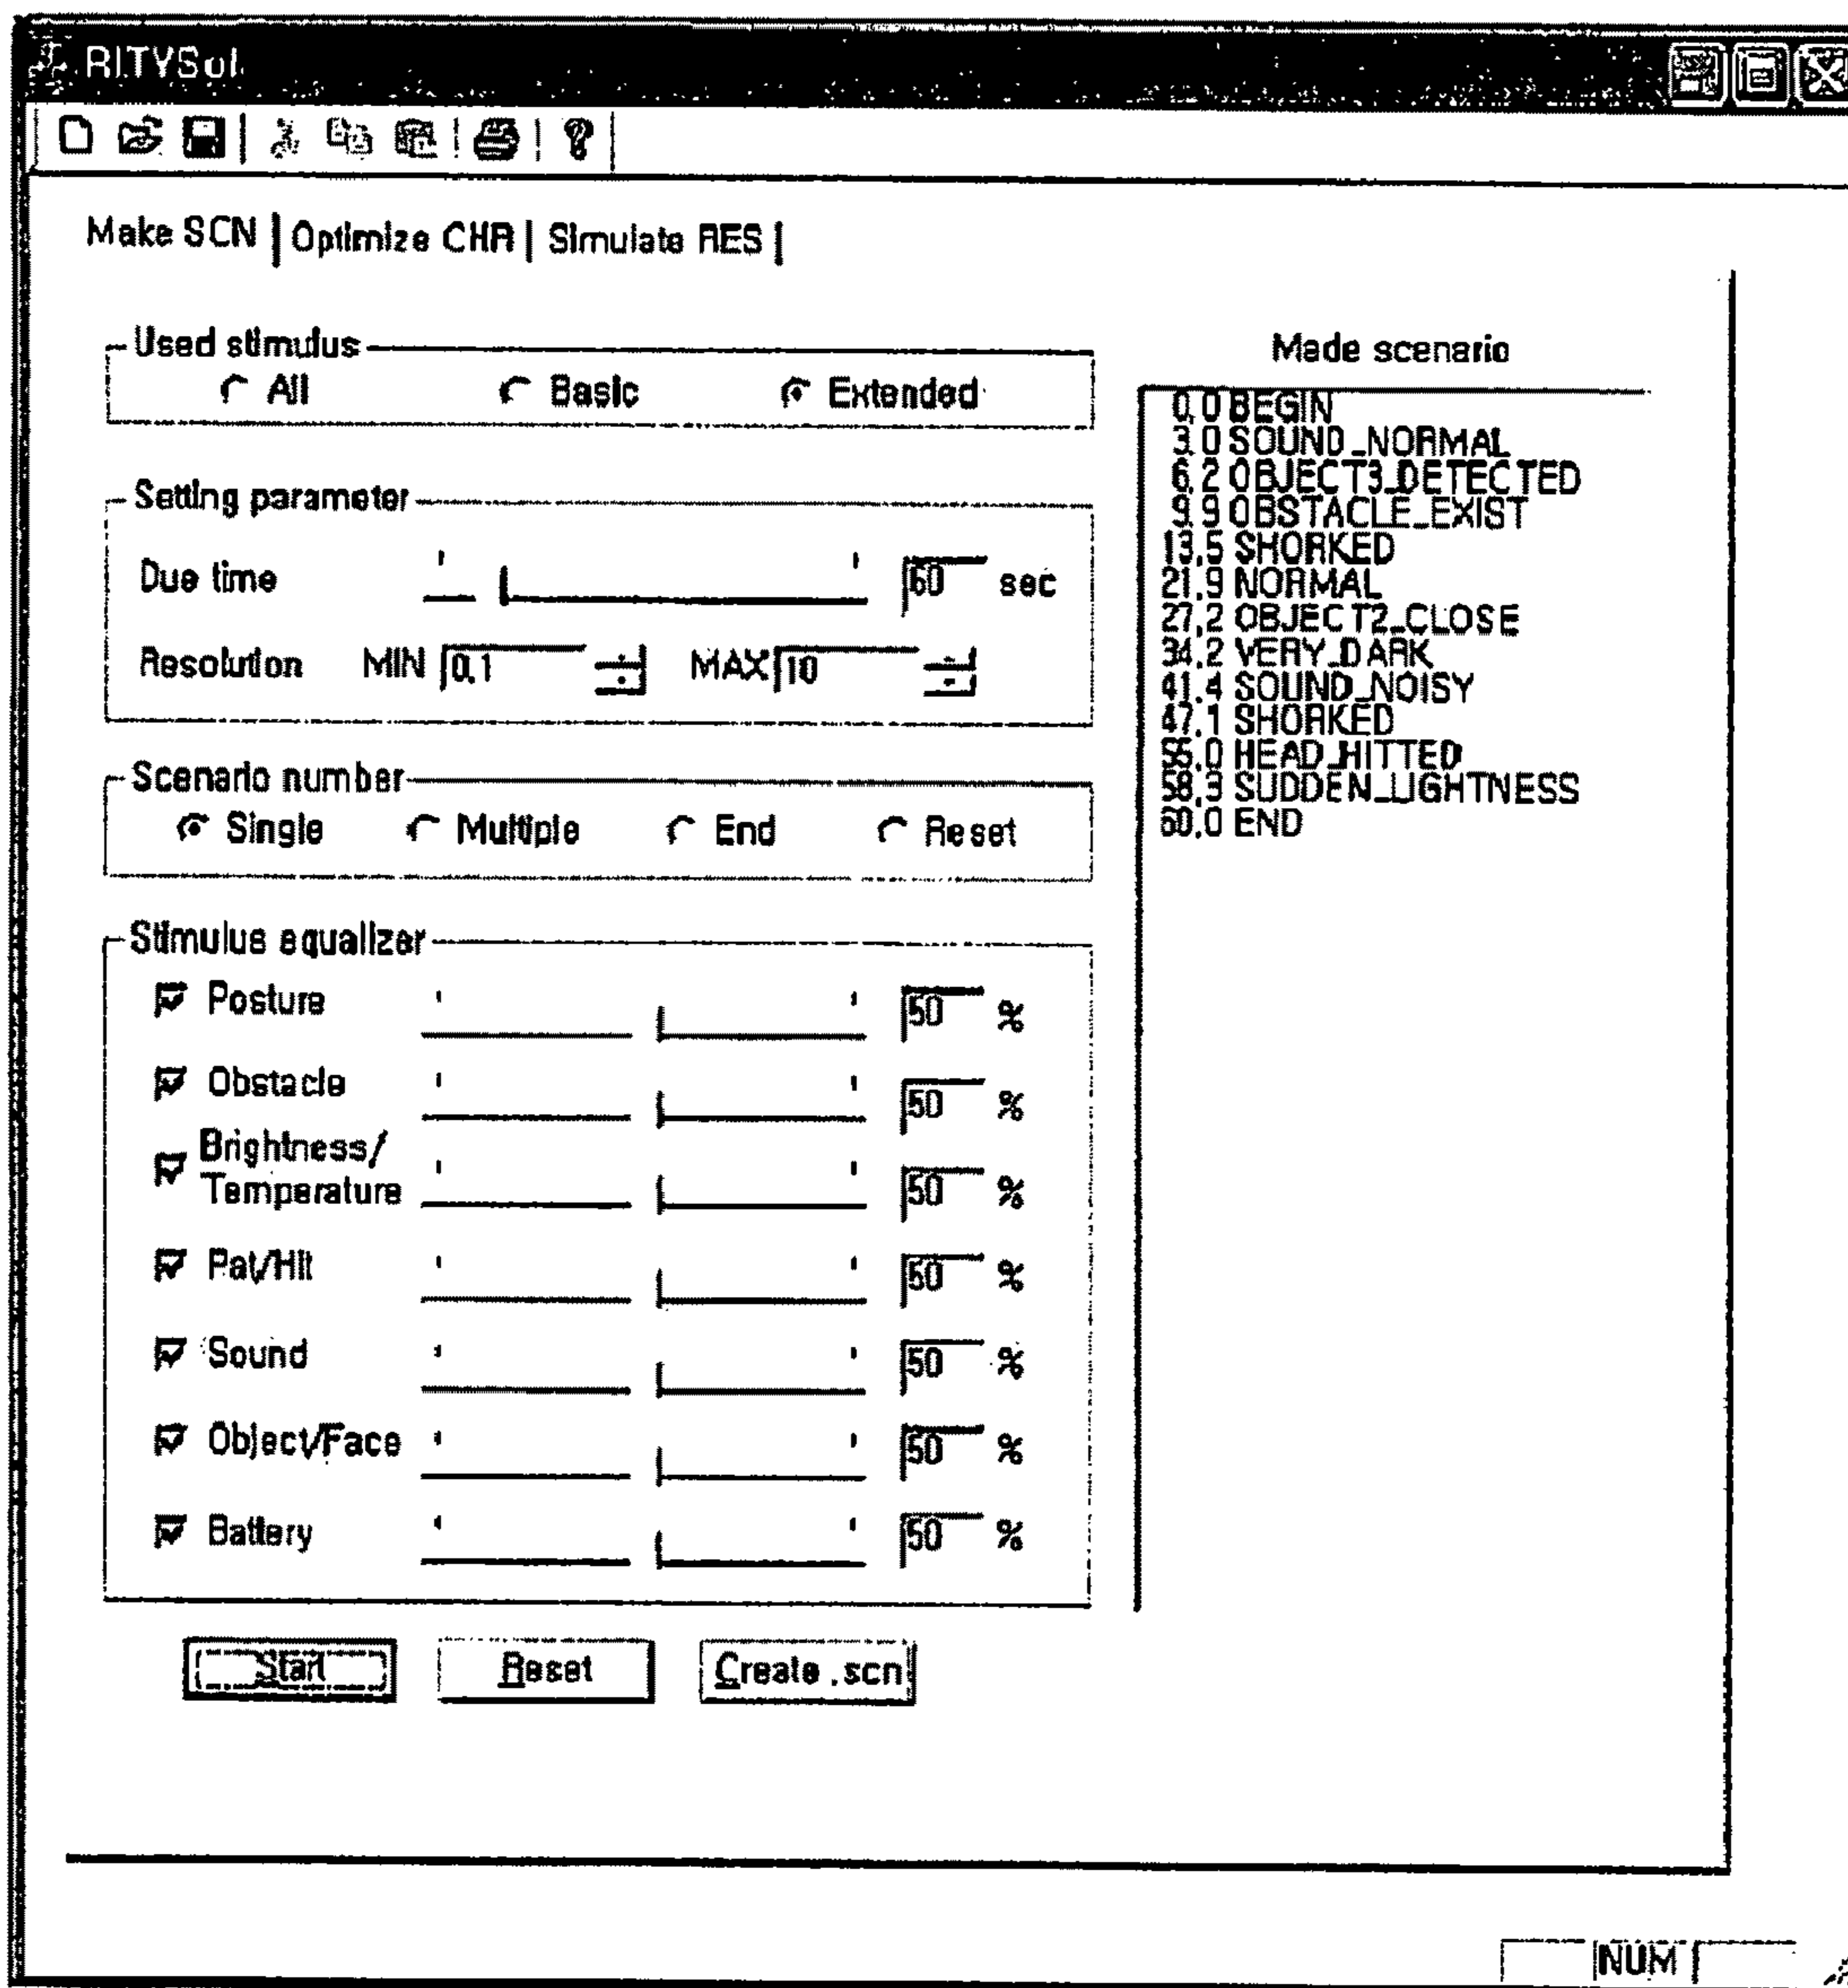 RITYSol
Make SCN | Optimize CHR | Simulate RES
Used stimulus
All Basic Extended
Setting parameter
Due time 60 sec
Resolution MIN 0.1 MAX 10
Scenario number
Single Multiple End Reset
Stimulus equalizer
Posture 50 %
Obstacle 50 %
Brightness/
Temperature 50 %
Pat/Hit 50 %
Sound 50 %
Object/Face 50 %
Battery 50 %
Start Reset Create .scn
Made scenario
0,0 BEGIN
3,0 SOUND_NORMAL
6,2 OBJECT3_DETECTED
9,9 OBSTACLE_EXIST
13,5 SHORKED
21,9 NORMAL
27,2 OBJECT2_CLOSE
34,2 VERY_DARK
41,4 SOUND_NOISY
47,1 SHORKED
55,0 HEAD_HITTED
58,3 SUDDEN_LIGHTNESS
60,0 END
NUM